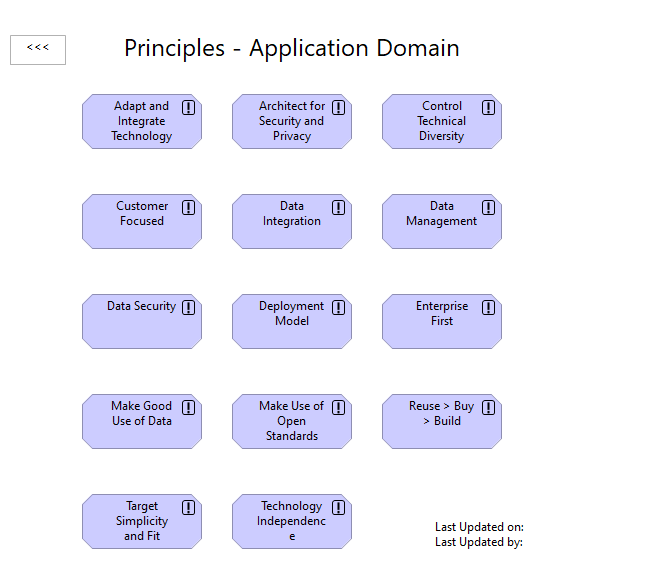 <<<
Principles - Application Domain
Adapt and
Integrate
Technology
Architect for
Security and
Privacy
Control
Technical
Diversity
Customer
Focused
Data
Integration
Data
Management
Data Security
Deployment
Model
Enterprise
First
Make Good
Use of Data
Make Use of
Open
Standards
Reuse > Buy
> Build
Target
Simplicity
and Fit
Technology
Independenc
e
Last Updated on:
Last Updated by: